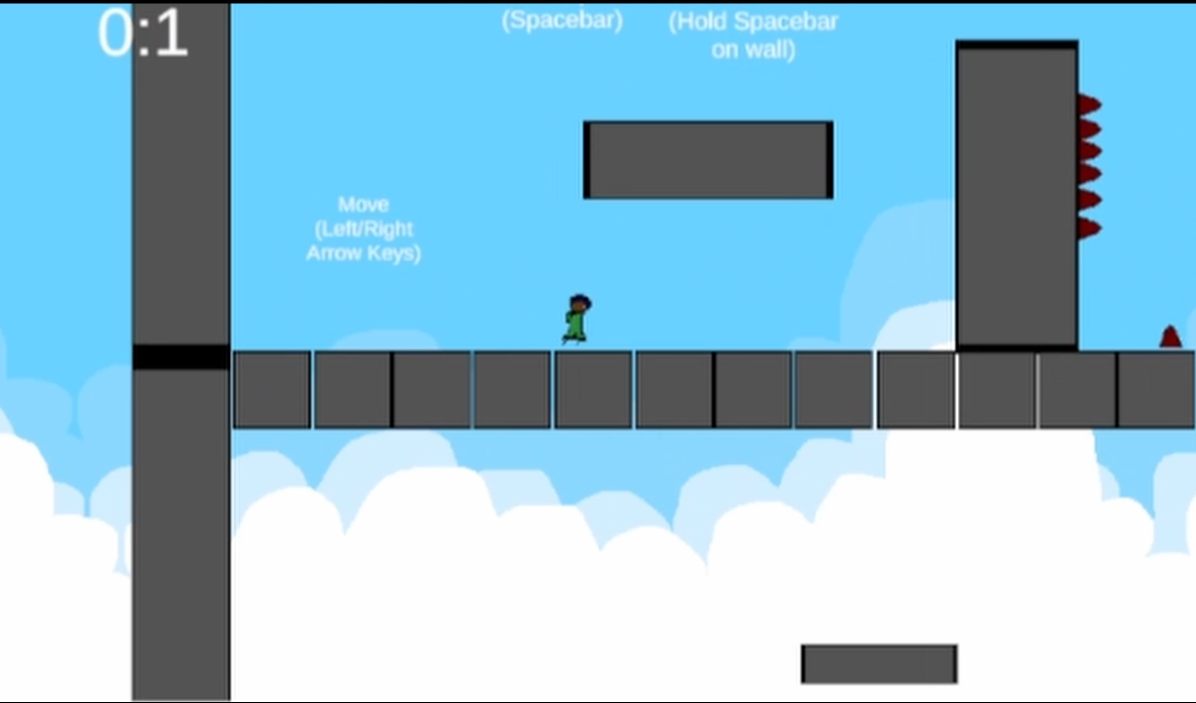 0:1
(Spacebar)
(Hold Spacebar
on wall)
Move
(Left/Right
Arrow Keys)